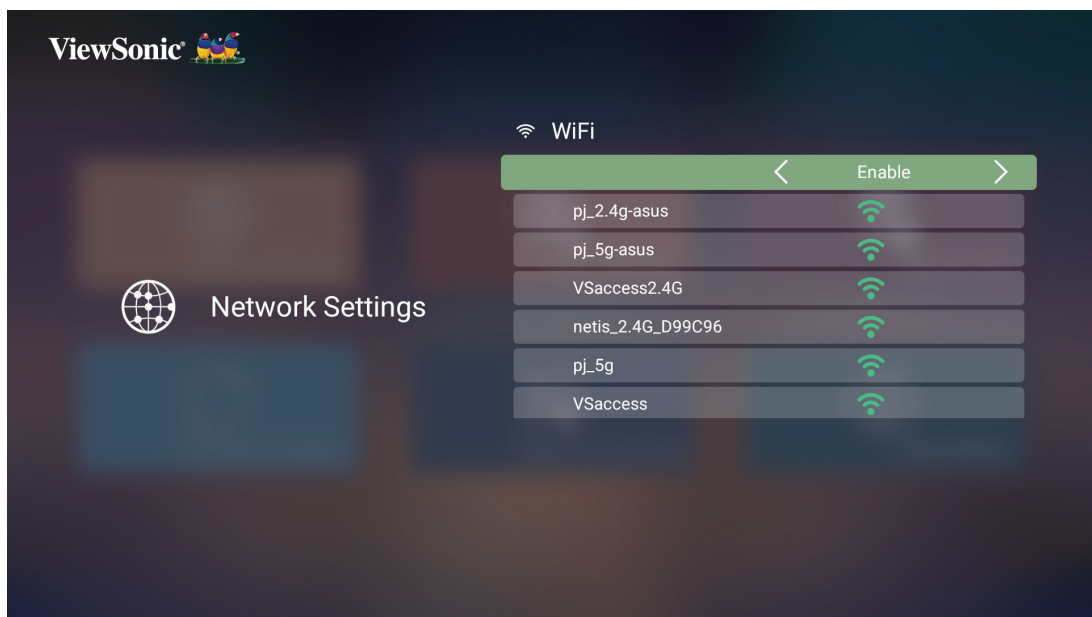 ViewSonic®
WiFi
Enable
pj_2.4g-asus
pj_5g-asus
VSaccess2.4G
netis_2.4G_D99C96
pj_5g
VSaccess
Network Settings